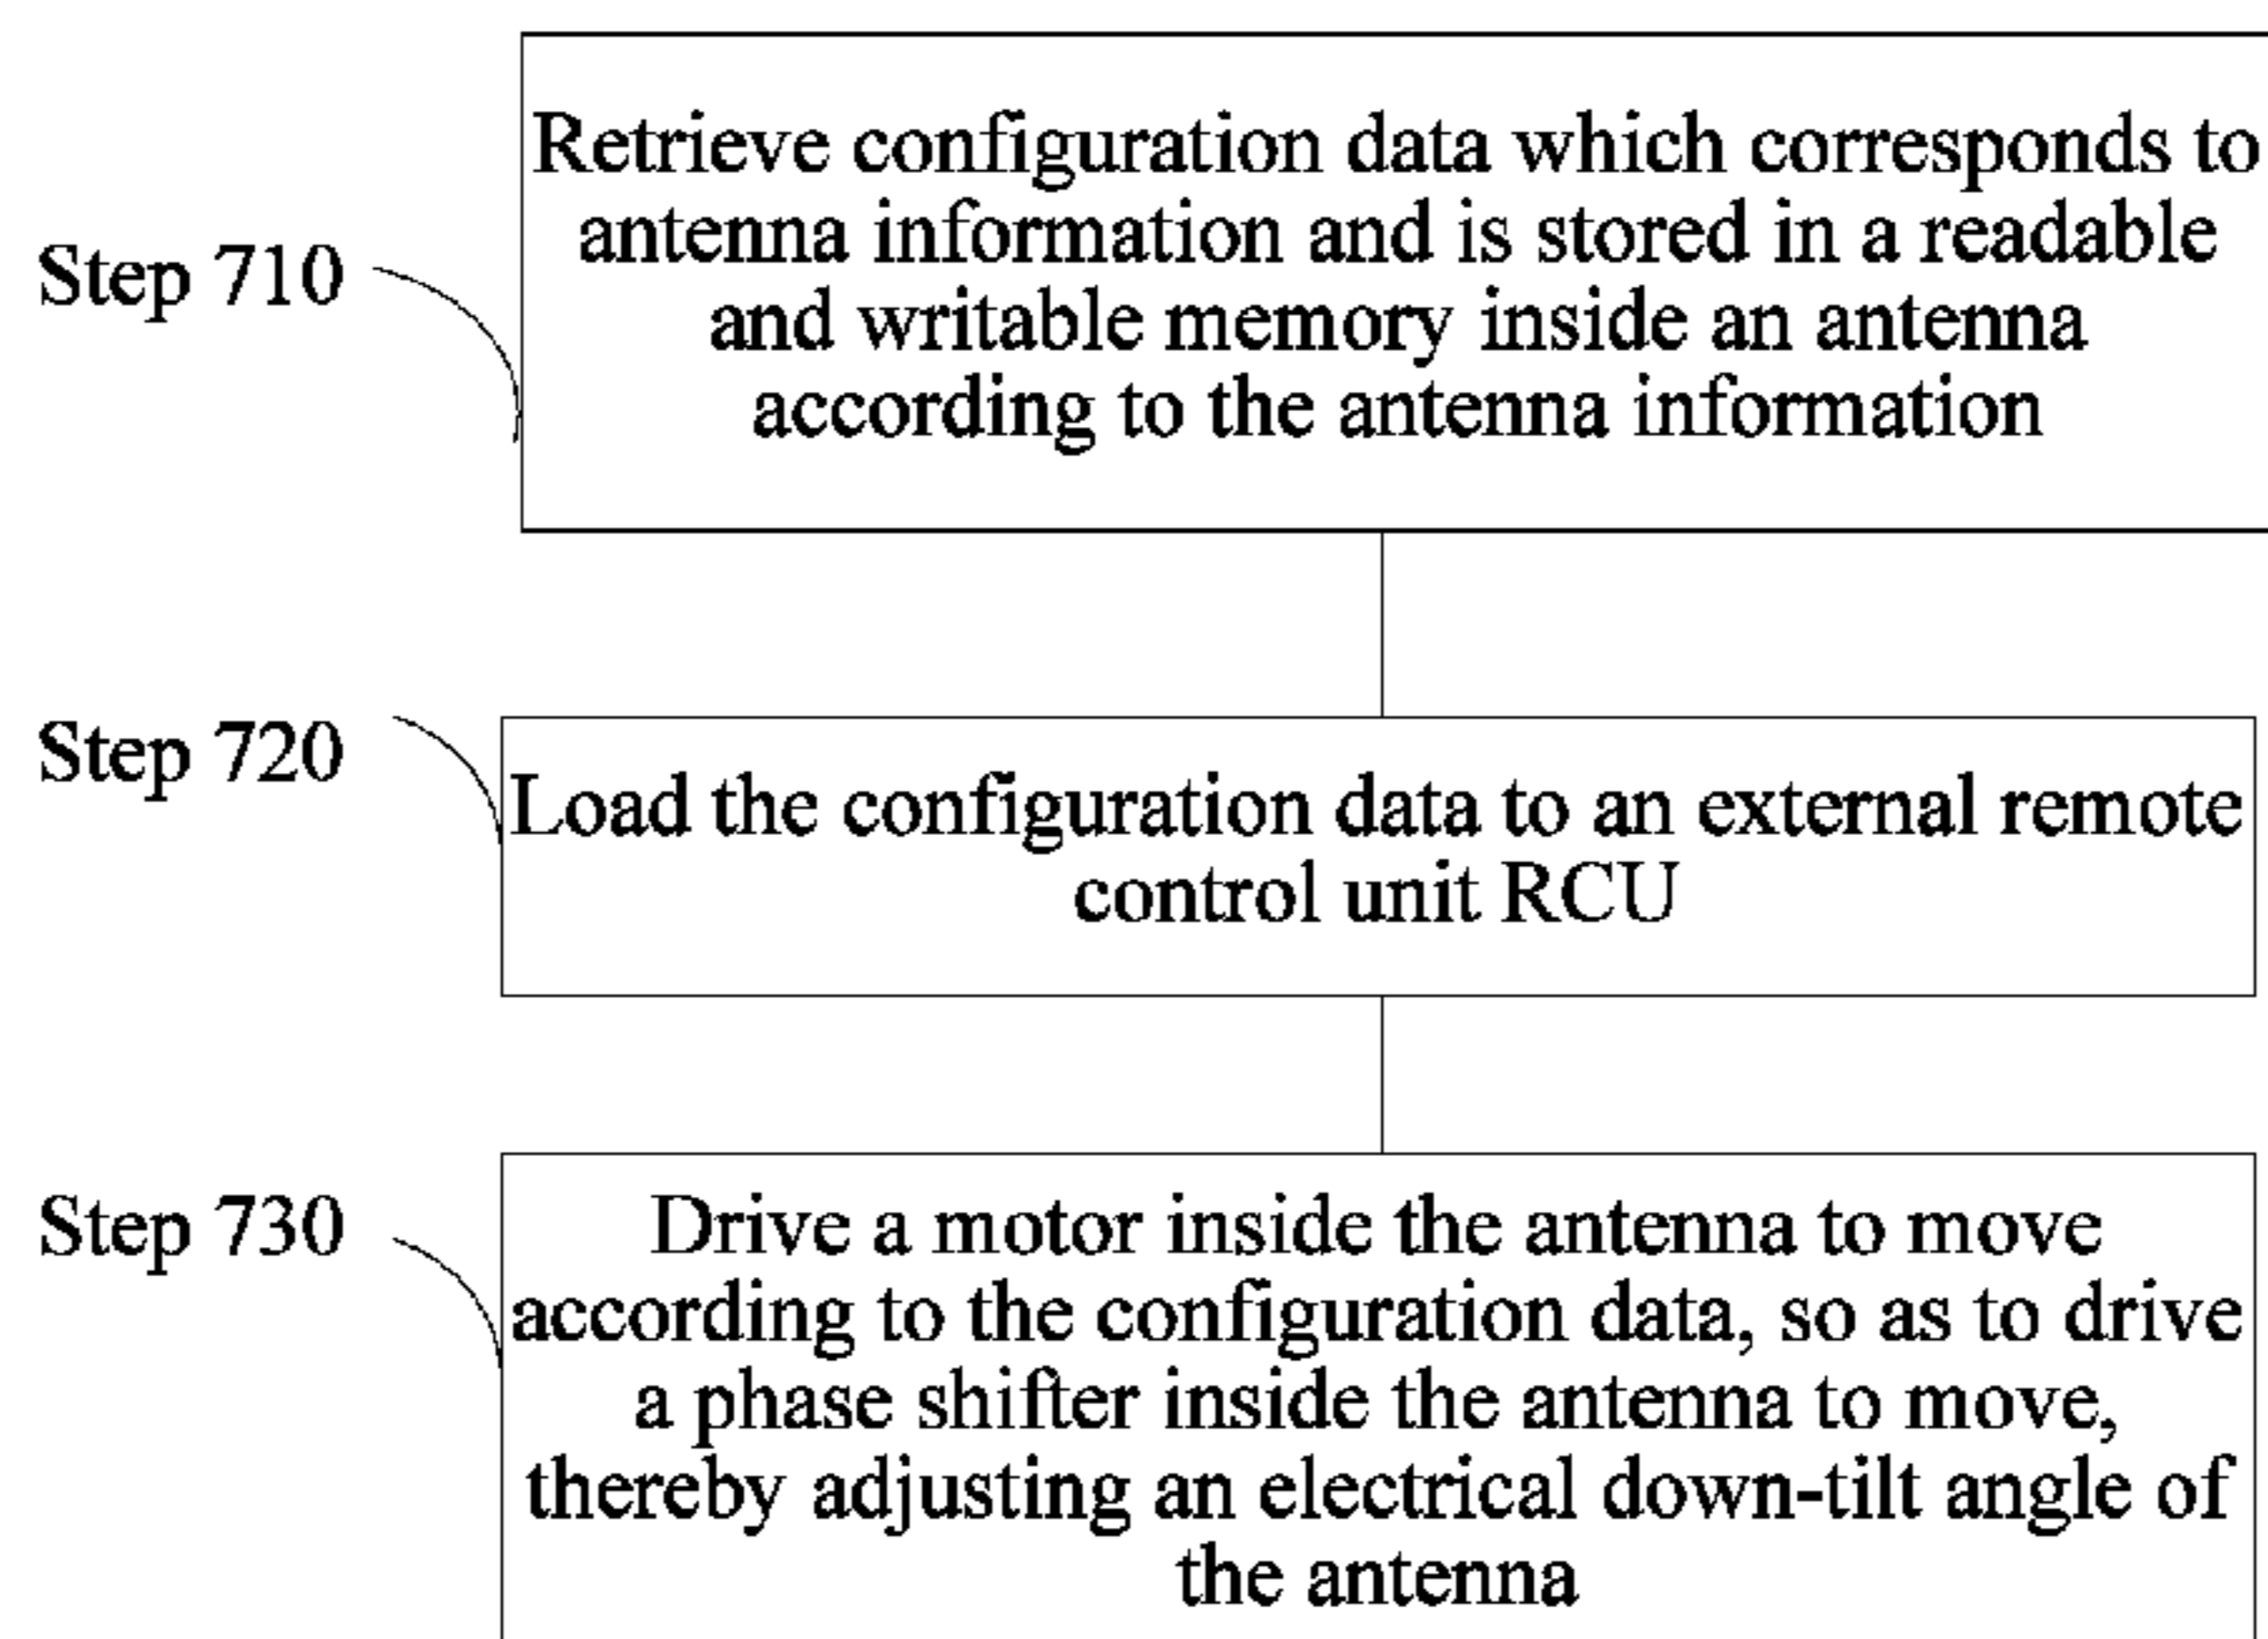 Retrieve configuration data which corresponds to
antenna information and is stored in a readable
Step 710
and writable memory inside an antenna
according to the antenna information
Step 720
Load the configuration data to an external remote
control unit RCU
Step 730
Drive a motor inside the antenna to move
according to the configuration data, so as to drive
a phase shifter inside the antenna to move,
thereby adjusting an electrical down-tilt angle of
the antenna